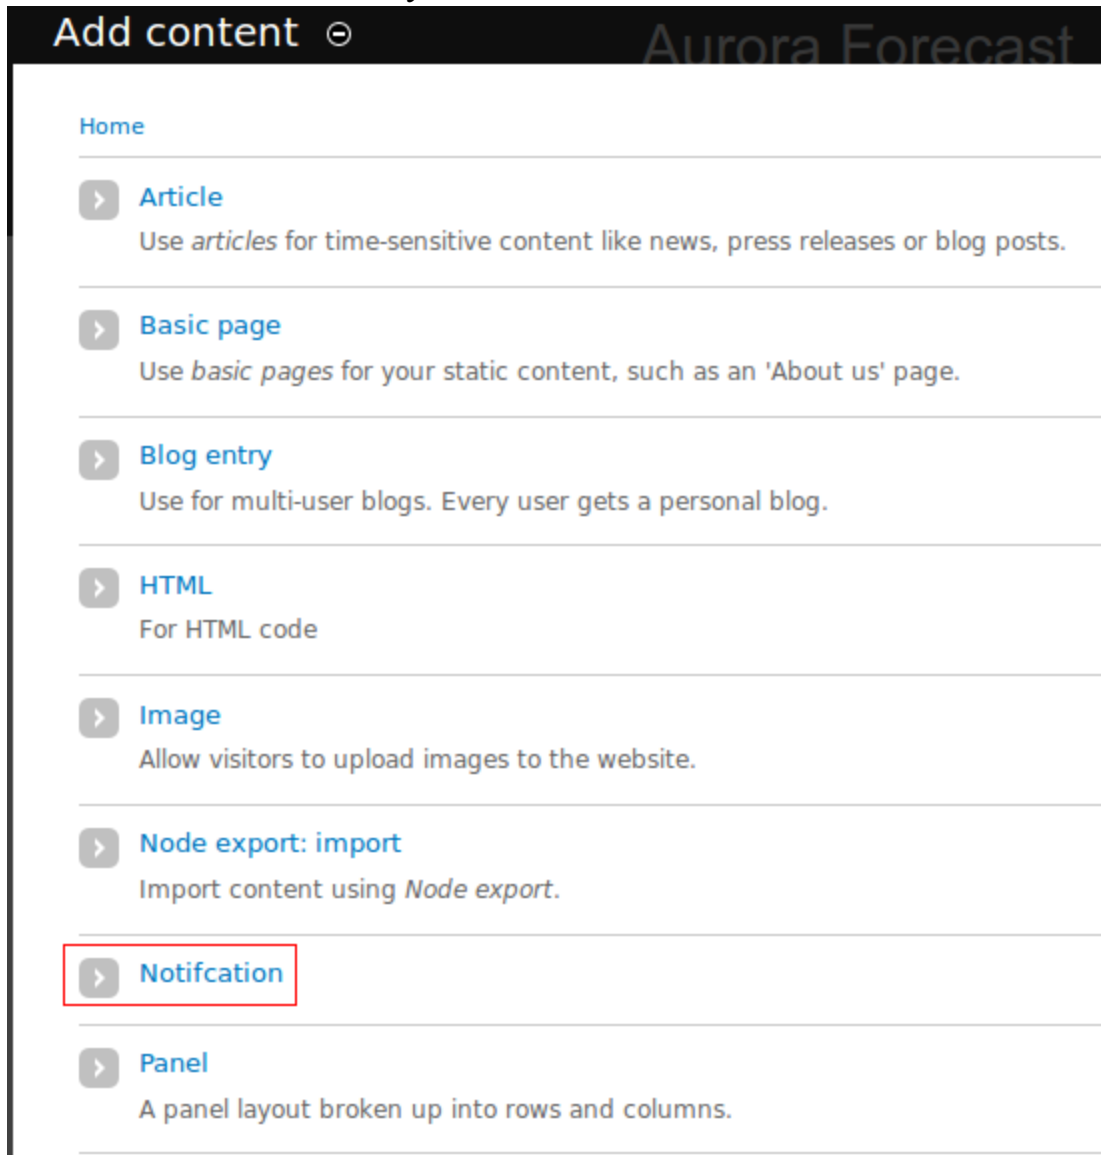 Add content
Aurora Forecast
Home
Article
Use articles for time-sensitive content like news, press releases or blog posts.
Basic page
Use basic pages for your static content, such as an 'About us' page.
Blog entry
Use for multi-user blogs. Every user gets a personal blog.
HTML
For HTML code
Image
Allow visitors to upload images to the website.
Node export: import
Import content using Node export.
Notifcation
Panel
A panel layout broken up into rows and columns.